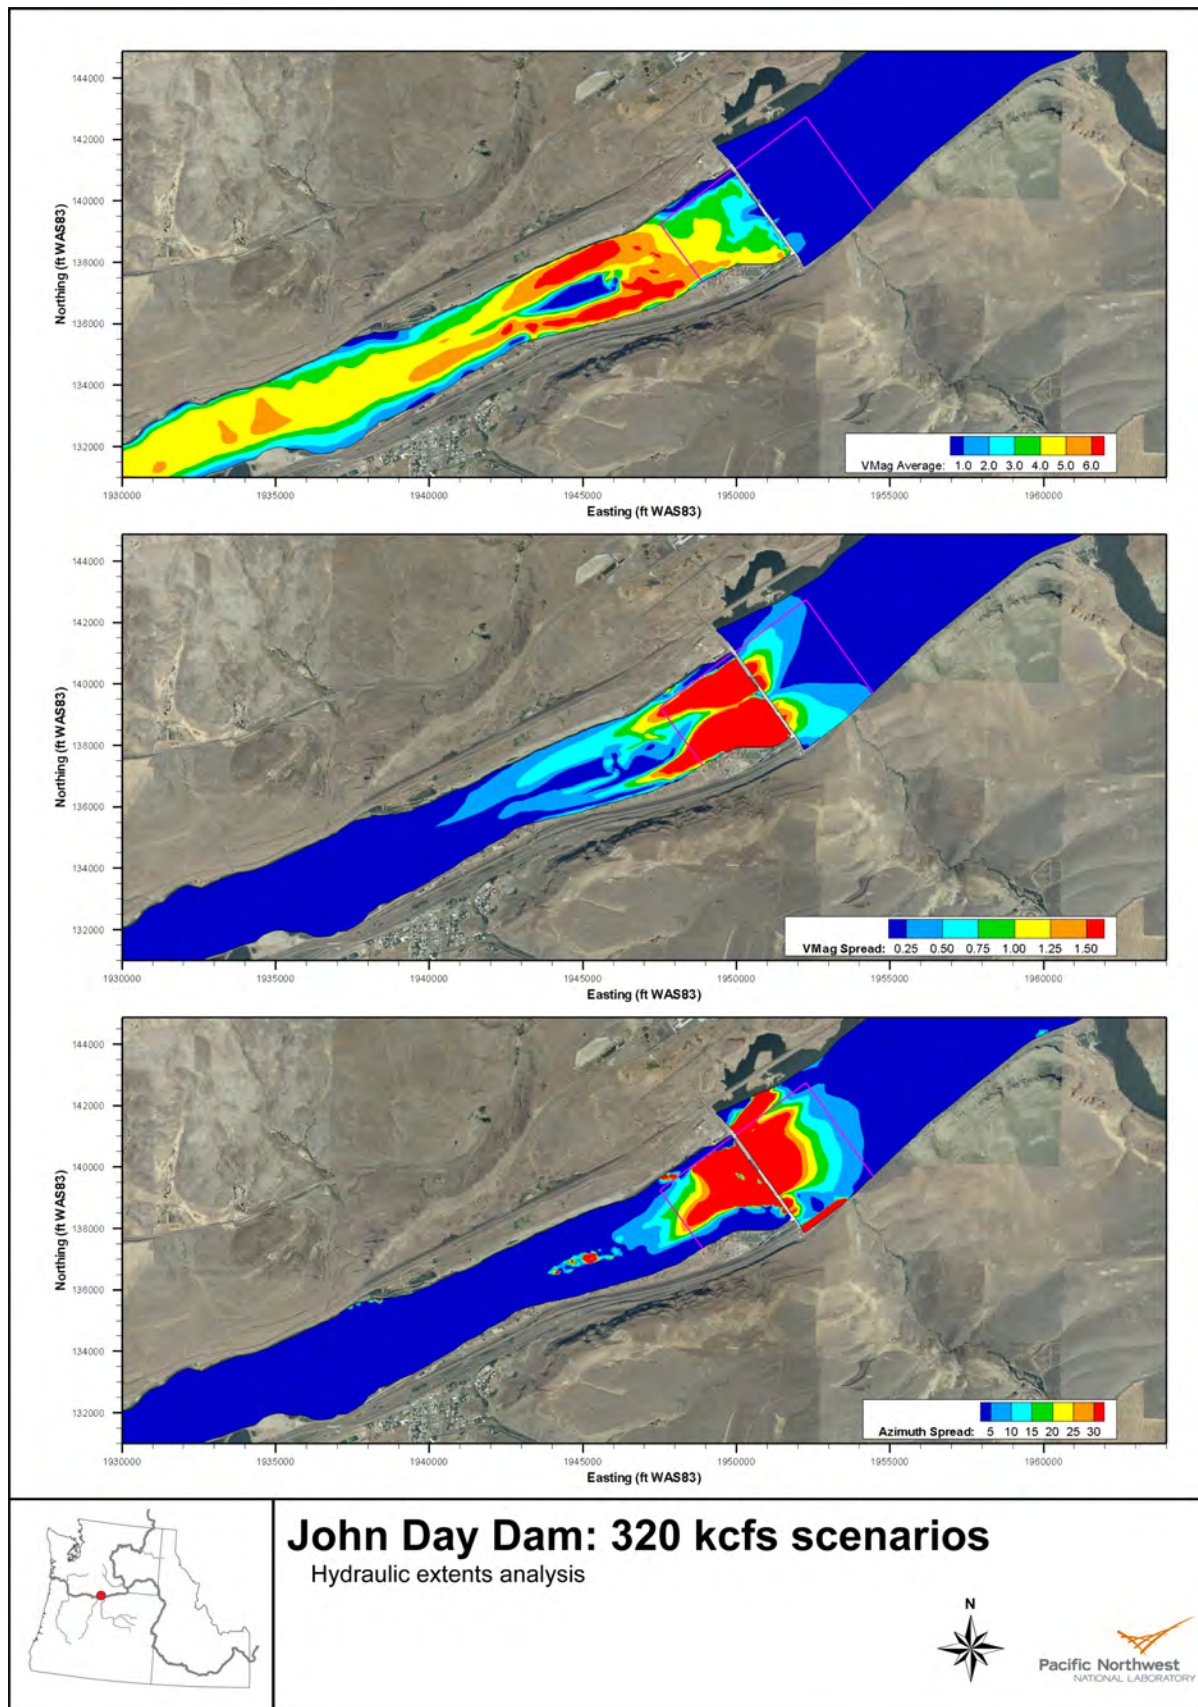 144000
142000
140000
138000
136000
134000
132000
Northing (ft WAS83)
VMag Average: 1.0 2.0 3.0 4.0 5.0 6.0
1930000 1935000 1940000 1945000 1950000 1955000 1960000
Easting (ft WAS83)
144000
142000
140000
138000
136000
134000
132000
Northing (ft WAS83)
VMag Spread: 0.25 0.50 0.75 1.00 1.25 1.50
1930000 1935000 1940000 1945000 1950000 1955000 1960000
Easting (ft WAS83)
144000
142000
140000
138000
136000
134000
132000
Northing (ft WAS83)
Azimuth Spread: 5 10 15 20 25 30
1930000 1935000 1940000 1945000 1950000 1955000 1960000
Easting (ft WAS83)
John Day Dam: 320 kcfs scenarios
Hydraulic extents analysis
N
Pacific Northwest
NATIONAL LABORATORY